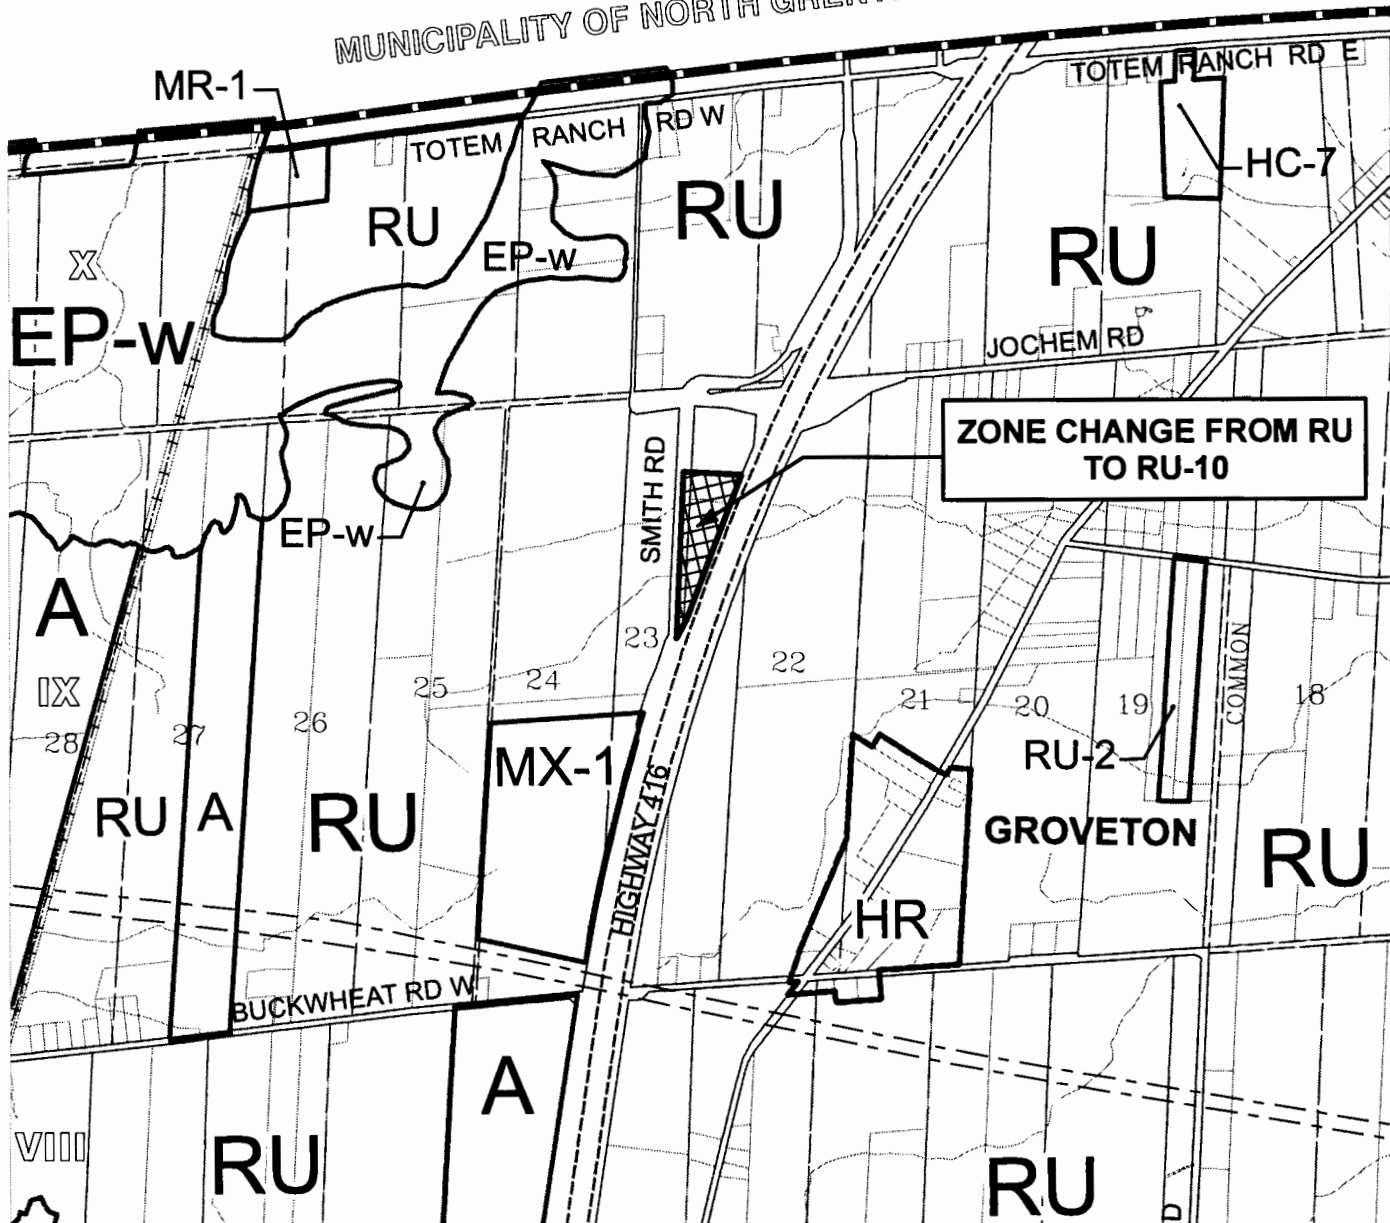 MUNICIPALITY OF NORTH
MR-1
TOTEM RANCH RD W
TOTEM RANCH RD E
HC-7
RU
RU
RU
EP-w
X
EP-w
JOCHEM RD
ZONE CHANGE FROM RU
TO RU-10
SMITH RD
EP-w
A
IX
28
27
26
25
24
23
22
21
20
19
18
COMMON
RU-2
MX-1
HIGHWAY 416
RU
A
RU
GROVETON
RU
HR
BUCKWHEAT RD W
A
VIII
RU
RU
D